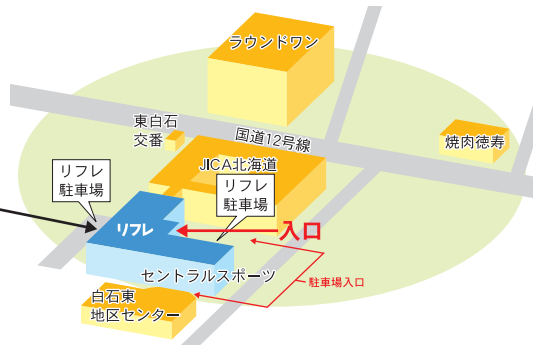 ラウンドワン
東白石
交番
国道12号線
焼肉徳寿
JICA北海道
リフレ
駐車場
リフレ
駐車場
リフレ
入口
セントラルスポーツ
駐車場入口
白石東
地区センター